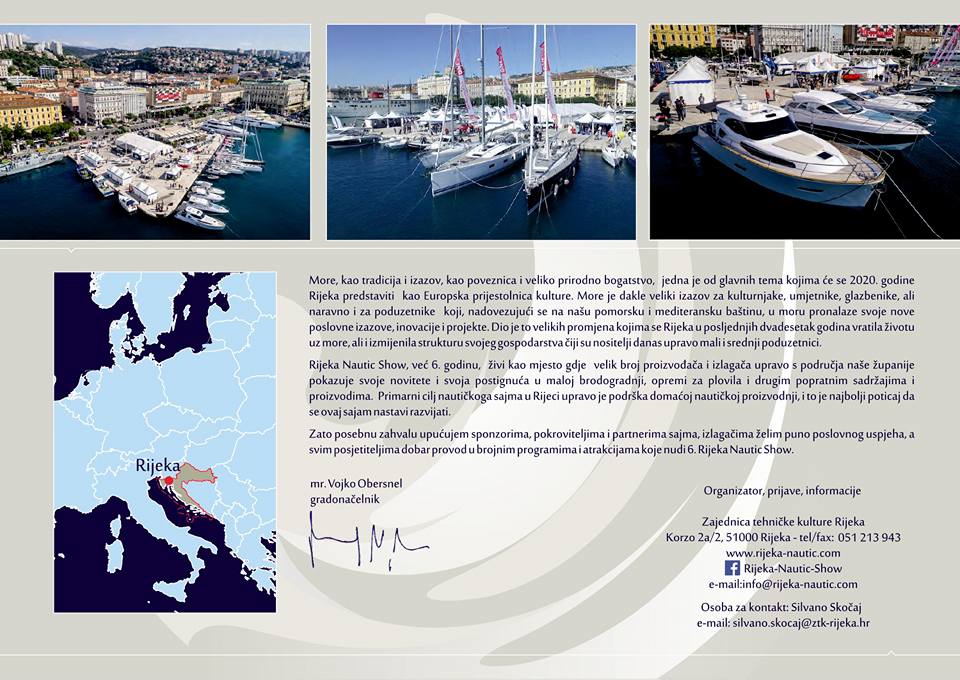 More, kao tradicija i izazov, kao poveznica i veliko prirodno bogatstvo, jedna je od glavnih tema kojima će se 2020. godine
Rijeka predstaviti kao Europska prijestolnica kulture. More je dakle veliki izazov za kulturnjake, umjetnike, glazbenike, ali
naravno i za poduzetnike koji, nadovezujući se na našu pomorsku i mediteransku baštinu, u moru pronalaze svoje nove
poslovne izazove, inovacije i projekte. Dio je to velikih promjena kojima se Rijeka u posljednjih dvadesetak godina vratila životu
uz more, ali i izmijenila strukturu svojeg gospodarstva čiji su nositelji danas upravo mali i srednji poduzetnici.
Rijeka Nautic Show, već 6. godinu, živi kao mjesto gdje velik broj proizvođača i izlagača upravo s područja naše županije
pokazuje svoje novitete i svoja postignuća u maloj brodogradnji, opremi za plovila i drugim popratnim sadržajima i
proizvodima. Primarni cilj nautičkoga sajma u Rijeci upravo je podrška domaćoj nautičkoj proizvodnji, i to je najbolji poticaj da
se ovaj sajam nastavi razvijati.
Zato posebnu zahvalu upućujem sponzorima, pokroviteljima i partnerima sajma, izlagačima želim puno poslovnog uspjeha, a
svim posjetiteljima dobar provod u brojnim programima i atrakcijama koje nudi 6. Rijeka Nautic Show.
Rijeka
mr. Vojko Obersnel
gradonačelnik
Organizator, prijave, informacije
Zajednica tehničke kulture Rijeka
Korzo 2a/2, 51000 Rijeka - tel/fax: 051 213 943
www.rijeka-nautic.com
f Rijeka-Nautic-Show
e-mail:info@rijeka-nautic.com
Osoba za kontakt: Silvano Skočaj
e-mail: silvano.skocaj@ztk-rijeka.hr